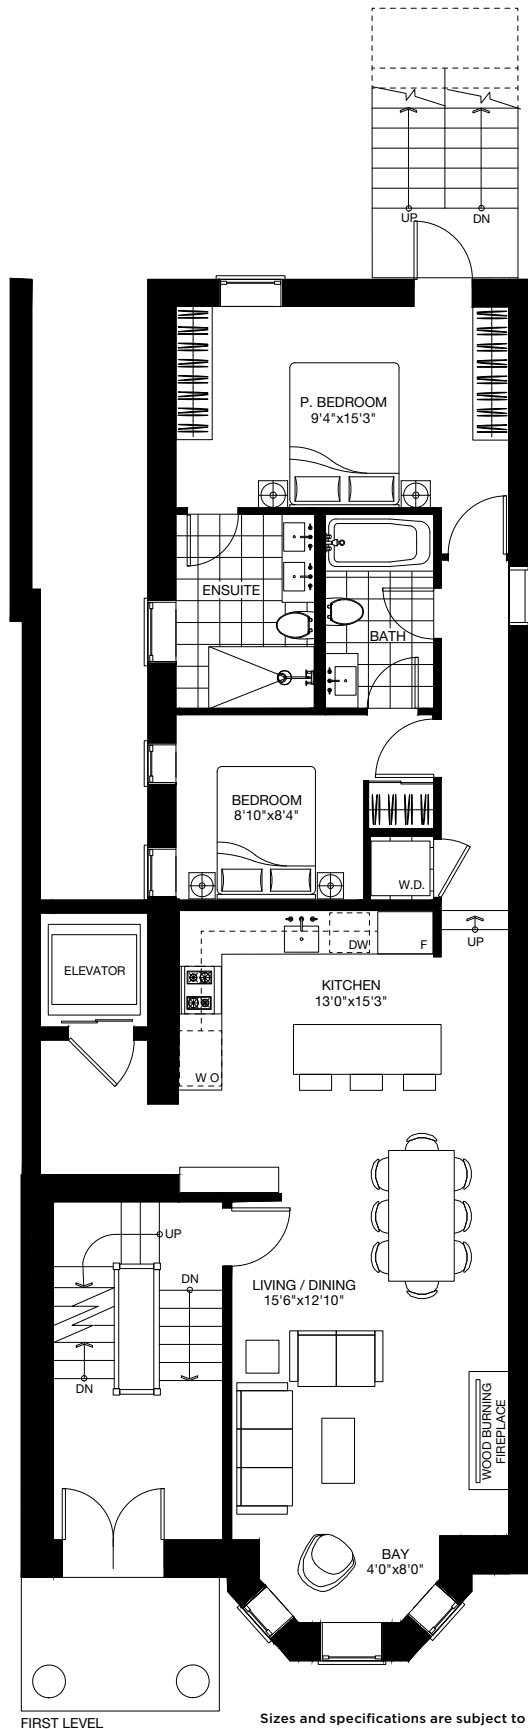 UP
DN
P. BEDROOM
9'4"x15'3"
ENSUITE
BATH
BEDROOM
8'10"x8'4"
W.D.
UP
DW
F
ELEVATOR
KITCHEN
13'0"x15'3"
W O
UP
DN
LIVING / DINING
15'6"x12'10"
DN
WOOD BURNING
FIREPLACE
BAY
4'0"x8'0"
FIRST LEVEL
Sizes and specifications are subject to